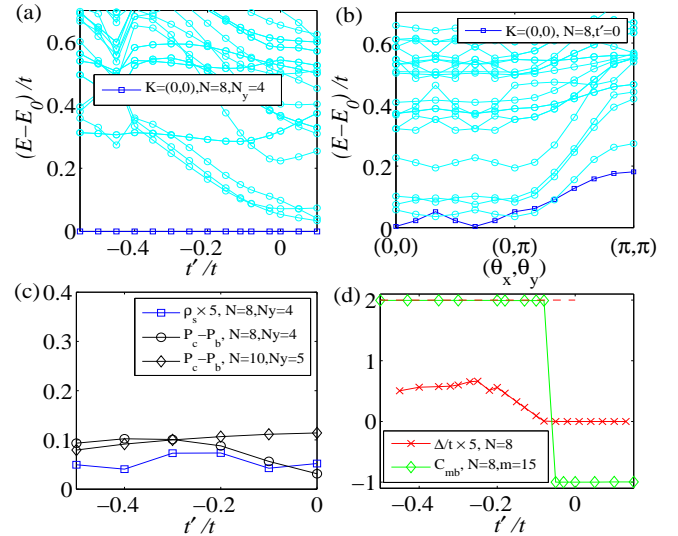 (a)
0.6
0.4
0.2
0
(E−E0)/t
K=(0,0),N=8,Ny=4
−0.4
−0.2
0
t′/t
(b)
0.6
0.4
0.2
0
(E−E0)/t
K=(0,0), N=8,t′=0
(0,0)
(0,π)
(π,π)
(θx,θy)
(c)
0.4
0.3
0.2
0.1
0
ρs×5, N=8,Ny=4
Pc−Pb, N=8,Ny=4
Pc−Pb, N=10,Ny=5
−0.4
−0.2
0
t′/t
(d)
2
1
0
−1
Δ/t×5, N=8
Cmb, N=8,m=15
−0.4
−0.2
0
t′/t